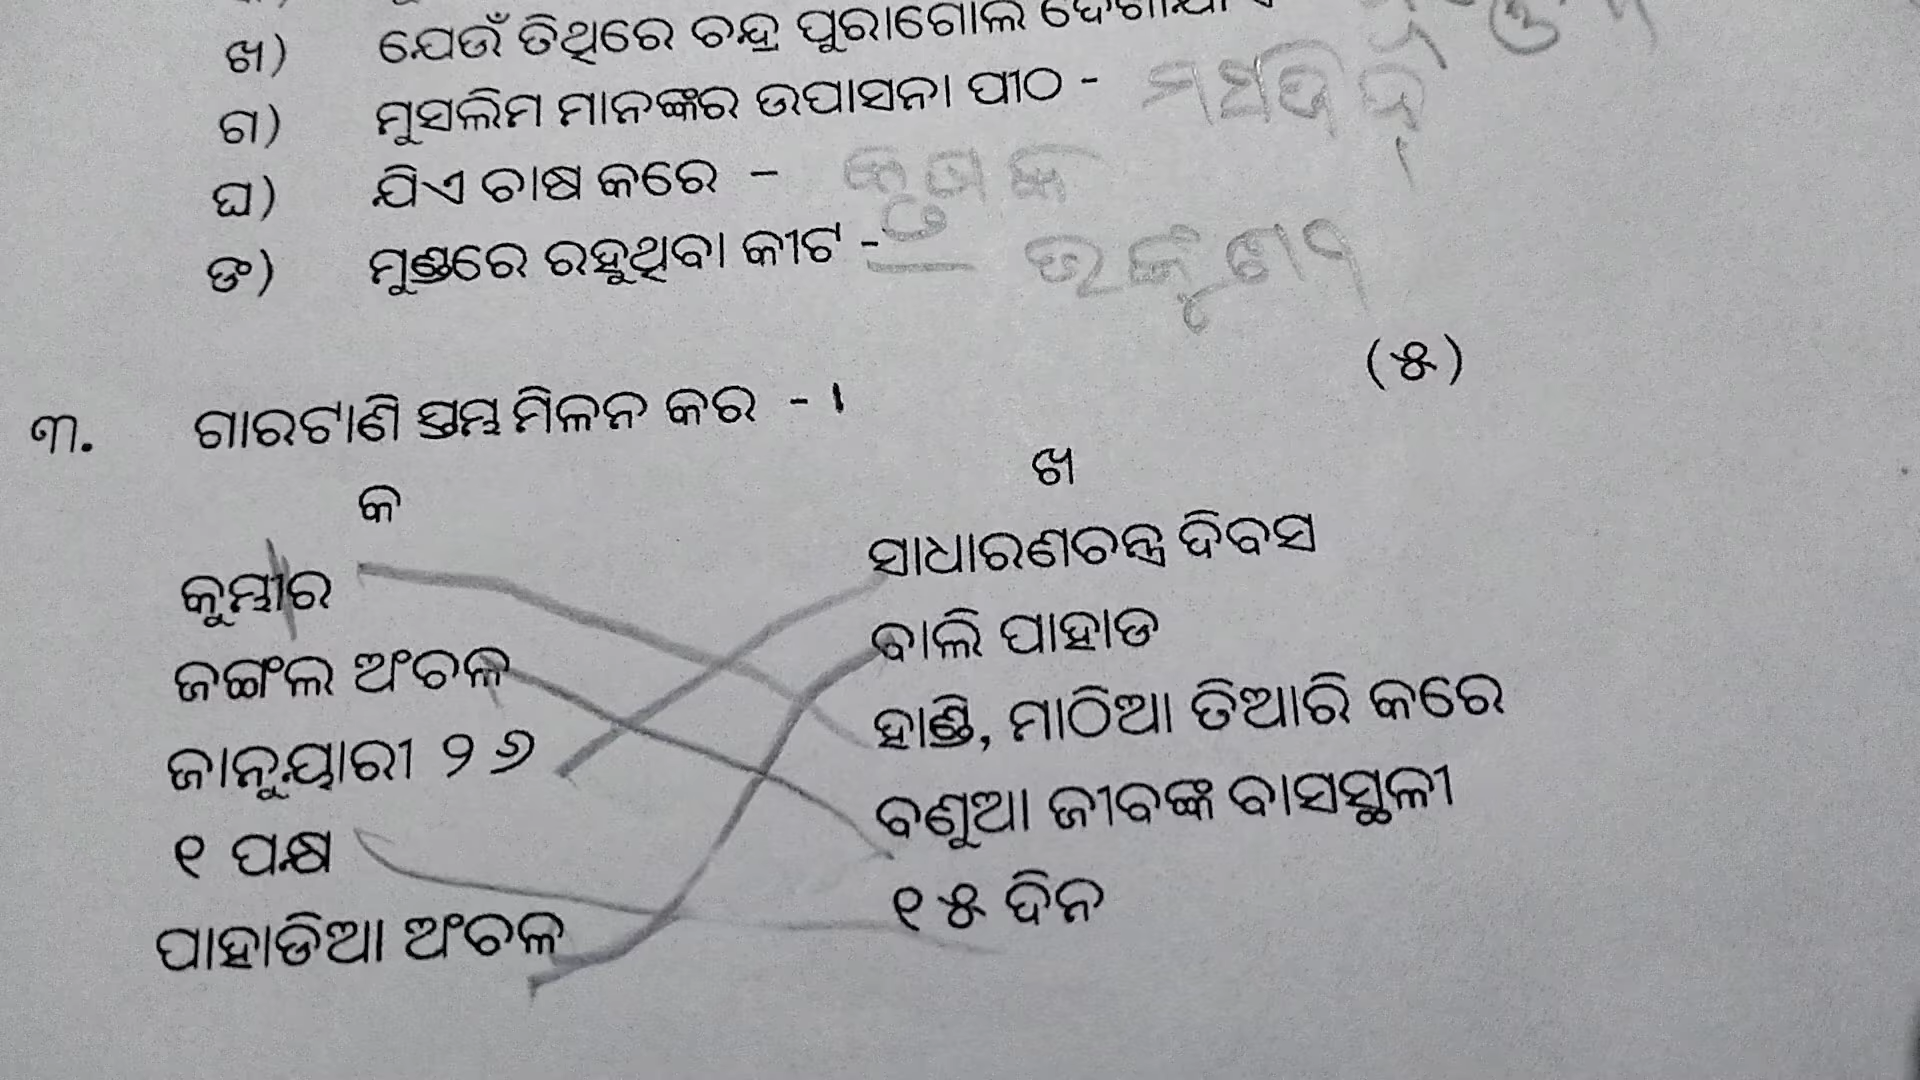 ଖ) ଯେଉଁ ତିଥିରେ ଚନ୍ଦ୍ର ପୁରାଗୋଲ
ଗ) ମୁସଲିମ ମାନଙ୍କର ଉପାସନା ପୀଠ -
ଘ) ଯିଏ ଚାଷ କରେ –
ଙ) ମୁଣ୍ଡରେ ରହୁଥିବା କୀଟ -
(୫)
୩. ଗାରଟାଣି ସ୍ତମ୍ଭ ମିଳନ କର - ।
କ ଖ
କୁମ୍ଭୀର ସାଧାରଣତନ୍ତ୍ର ଦିବସ
ଜଙ୍ଗଲ ଅଂଚଳ ବାଲି ପାହାଡ
ଜାନୁୟାରୀ ୨୬ ହାଣ୍ଡି, ମାଠିଆ ତିଆରି କରେ
୧ ପକ୍ଷ ବଣୁଆ ଜୀବଙ୍କ ବାସସ୍ଥଳୀ
ପାହାଡିଆ ଅଂଚଳ ୧୫ ଦିନ